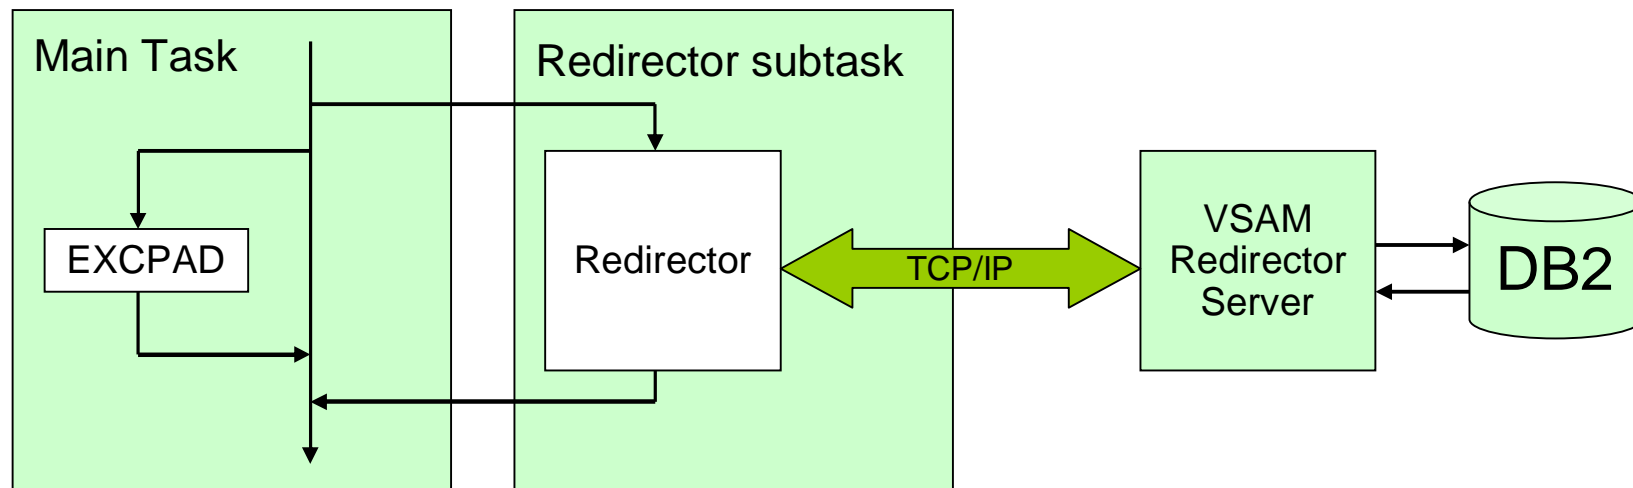 Main Task
Redirector subtask
EXCPAD
Redirector
TCP/IP
VSAM
Redirector
Server
DB2